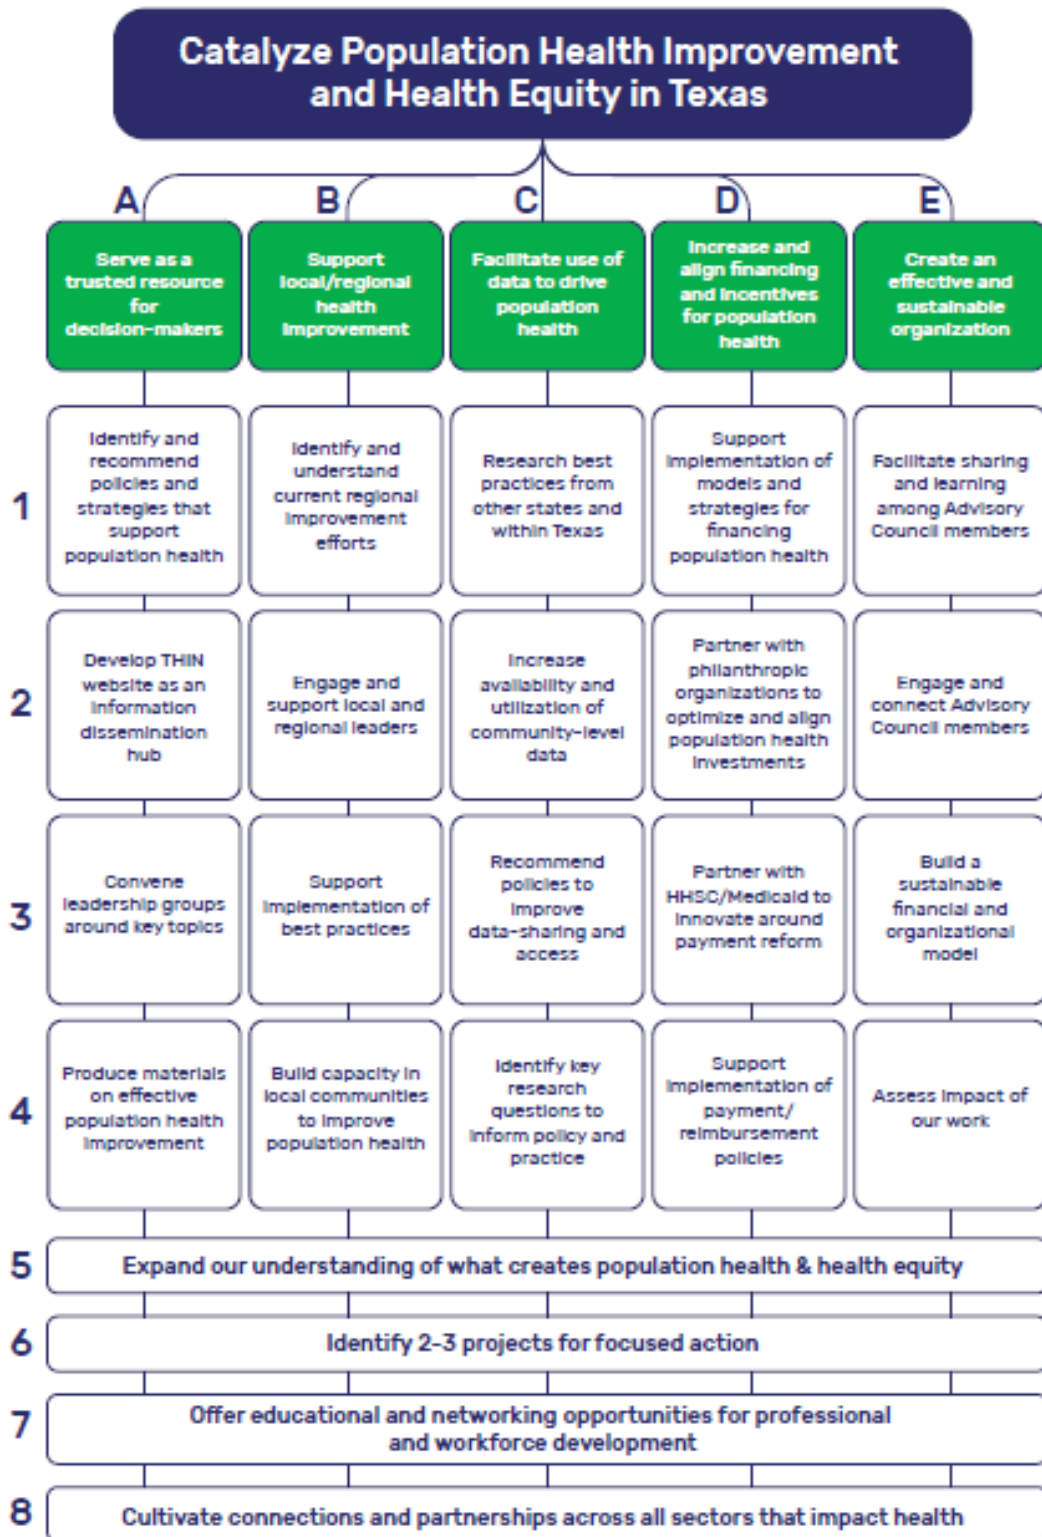 Catalyze Population Health Improvement
and Health Equity in Texas
A
B
C
D
E
Serve as a
trusted resource
for
decision-makers
Support
local/regional
health
improvement
Facilitate use of
data to drive
population
health
Increase and
align financing
and incentives
for population
health
Create an
effective and
sustainable
organization
1
Identify and
recommend
policies and
strategies that
support
population health
Identify and
understand
current regional
improvement
efforts
Research best
practices from
other states and
within Texas
Support
implementation of
models and
strategies for
financing
population health
Facilitate sharing
and learning
among Advisory
Council members
2
Develop THIN
website as an
information
dissemination
hub
Engage and
support local and
regional leaders
Increase
availability and
utilization of
community-level
data
Partner with
philanthropic
organizations to
optimize and align
population health
investments
Engage and
connect Advisory
Council members
3
Convene
leadership groups
around key topics
Support
implementation of
best practices
Recommend
policies to
improve
data-sharing and
access
Partner with
HHSC/Medicaid to
innovate around
payment reform
Build a
sustainable
financial and
organizational
model
4
Produce materials
on effective
population health
improvement
Build capacity in
local communities
to improve
population health
Identify key
research
questions to
inform policy and
practice
Support
implementation of
payment/
reimbursement
policies
Assess impact of
our work
5
Expand our understanding of what creates population health & health equity
6
Identify 2-3 projects for focused action
7
Offer educational and networking opportunities for professional
and workforce development
8
Cultivate connections and partnerships across all sectors that impact health